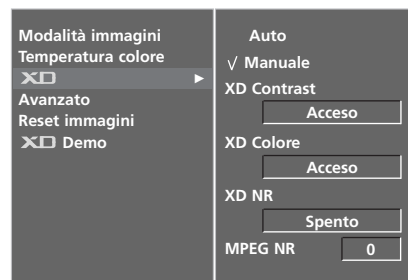 Modalità immagini
Temperatura colore
XD
Avanzato
Reset immagini
XD Demo
Auto
√ Manuale
XD Contrast
Acceso
XD Colore
Acceso
XD NR
Spento
MPEG NR 0